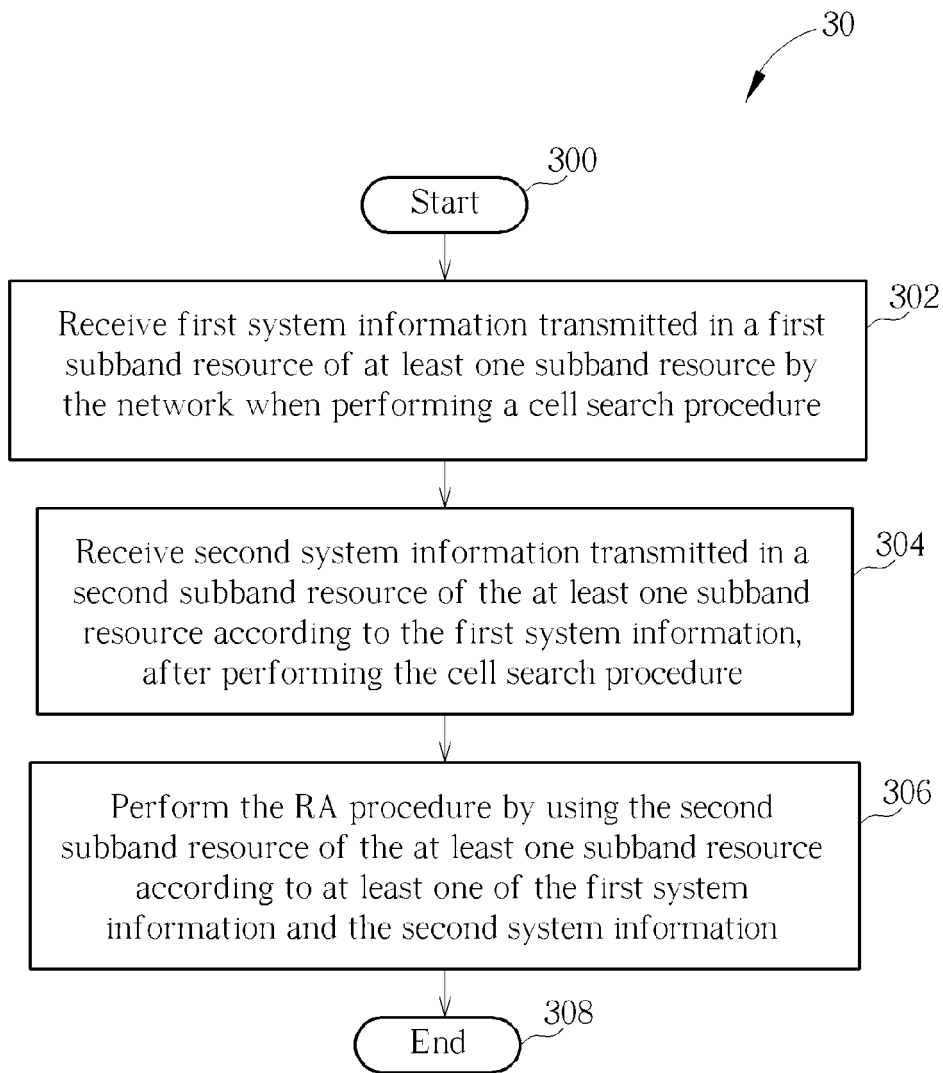 30
300
Start
302
Receive first system information transmitted in a first
subband resource of at least one subband resource by
the network when performing a cell search procedure
304
Receive second system information transmitted in a
second subband resource of the at least one subband
resource according to the first system information,
after performing the cell search procedure
306
Perform the RA procedure by using the second
subband resource of the at least one subband resource
according to at least one of the first system
information and the second system information
308
End